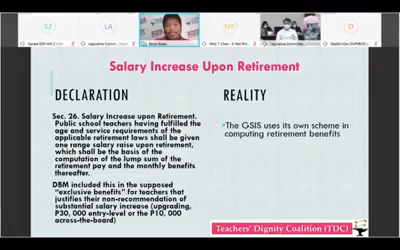 Salary Increase Upon Retirement
DECLARATION
Sec. 26. Salary Increase upon Retirement.
Public school teachers having fulfilled the
age and service requirements of the
applicable retirement laws shall be given
one range salary raise upon retirement,
which shall be the basis of the
computation of the lump sum of the
retirement pay and the monthly benefits
thereafter.
DBM included this in the supposed
“exclusive benefits” for teachers that
justifies their non-recommendation of
substantial salary increase (upgrading,
P30, 000 entry-level or the P10, 000
across-the-board)
REALITY
•The GSIS uses its own scheme in
computing retirement benefits
Teachers' Dignity Coalition (TDC)
LA
MP
D